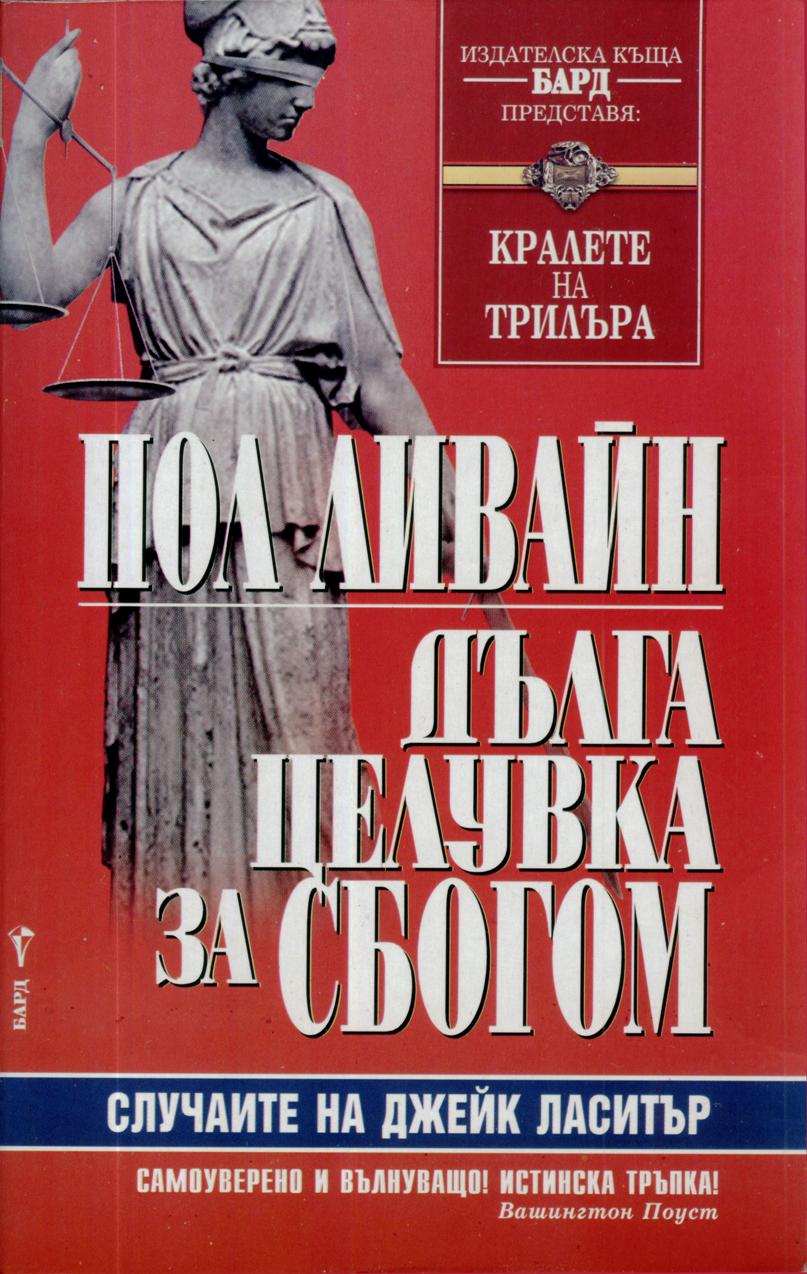 ИЗДАТЕЛСКА КЪЩА
БАРД
ПРЕДСТАВЯ:
КРАЛЕТЕ
НА
ТРИЛЪРА
ПОЛ ЛИВАЙН
ДЪЛГА
ЦЕЛУВКА
ЗА СБОГОМ
БАРД
СЛУЧАИТЕ НА ДЖЕЙК ЛАСИТЪР
САМОУВЕРЕНО И ВЪЛНУВАЩО! ИСТИНСКА ТРЪПКА!
Вашингтон Поуст